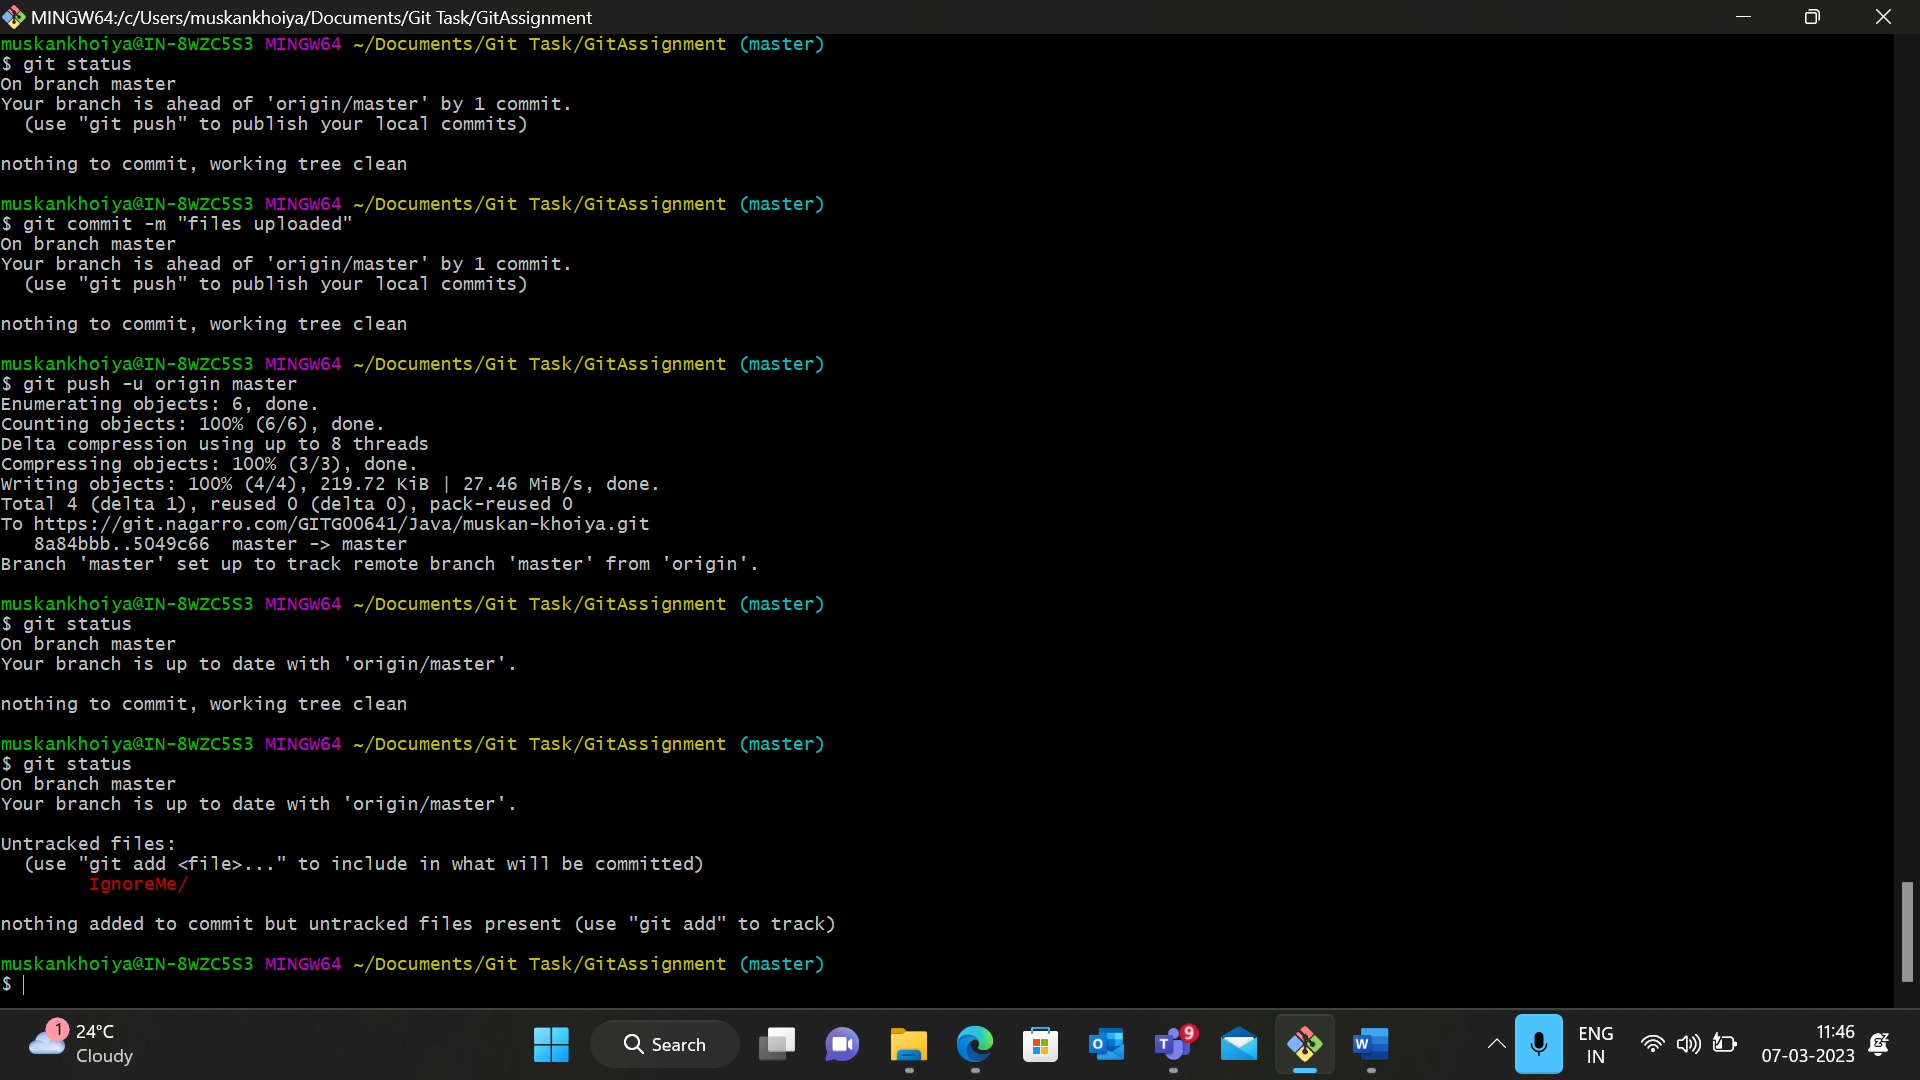 MINGW64:/c/Users/muskankhoiya/Documents/Git Task/GitAssignment
muskankhoiya@IN-8WZC5S3 MINGW64 ~/Documents/Git Task/GitAssignment (master)
$ git status
On branch master
Your branch is ahead of 'origin/master' by 1 commit.
  (use "git push" to publish your local commits)

nothing to commit, working tree clean

muskankhoiya@IN-8WZC5S3 MINGW64 ~/Documents/Git Task/GitAssignment (master)
$ git commit -m "files uploaded"
On branch master
Your branch is ahead of 'origin/master' by 1 commit.
  (use "git push" to publish your local commits)

nothing to commit, working tree clean

muskankhoiya@IN-8WZC5S3 MINGW64 ~/Documents/Git Task/GitAssignment (master)
$ git push -u origin master
Enumerating objects: 6, done.
Counting objects: 100% (6/6), done.
Delta compression using up to 8 threads
Compressing objects: 100% (3/3), done.
Writing objects: 100% (4/4), 219.72 KiB | 27.46 MiB/s, done.
Total 4 (delta 1), reused 0 (delta 0), pack-reused 0
To https://git.nagarro.com/GITG00641/Java/muskan-khoiya.git
   8a84bbb..5049c66  master -> master
Branch 'master' set up to track remote branch 'master' from 'origin'.

muskankhoiya@IN-8WZC5S3 MINGW64 ~/Documents/Git Task/GitAssignment (master)
$ git status
On branch master
Your branch is up to date with 'origin/master'.

nothing to commit, working tree clean

muskankhoiya@IN-8WZC5S3 MINGW64 ~/Documents/Git Task/GitAssignment (master)
$ git status
On branch master
Your branch is up to date with 'origin/master'.

Untracked files:
  (use "git add <file>..." to include in what will be committed)
        IgnoreMe/

nothing added to commit but untracked files present (use "git add" to track)

muskankhoiya@IN-8WZC5S3 MINGW64 ~/Documents/Git Task/GitAssignment (master)
$
1
24°C
Cloudy
Search
9
ENG
IN
11:46
07-03-2023